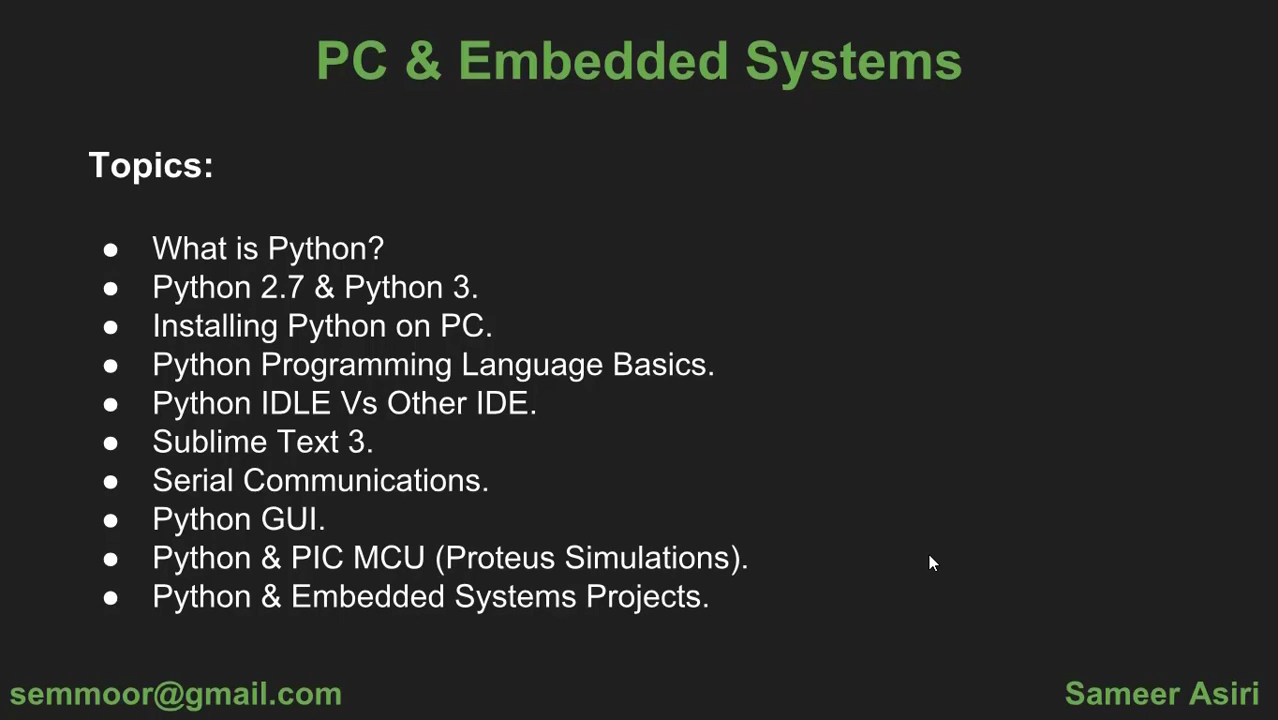 PC & Embedded Systems
Topics:
● What is Python?
● Python 2.7 & Python 3.
● Installing Python on PC.
● Python Programming Language Basics.
● Python IDLE Vs Other IDE.
● Sublime Text 3.
● Serial Communications.
● Python GUI.
● Python & PIC MCU (Proteus Simulations).
● Python & Embedded Systems Projects.
semmoor@gmail.com
Sameer Asiri